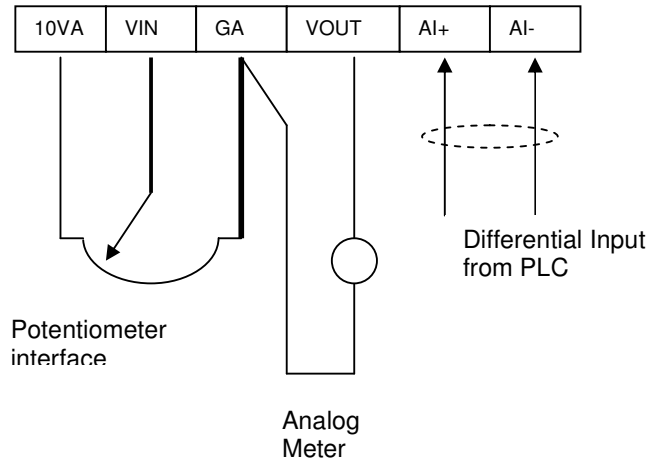 10VA VIN GA VOUT AI+ AI-
Differential Input
from PLC
Potentiometer
interface
Analog
Meter